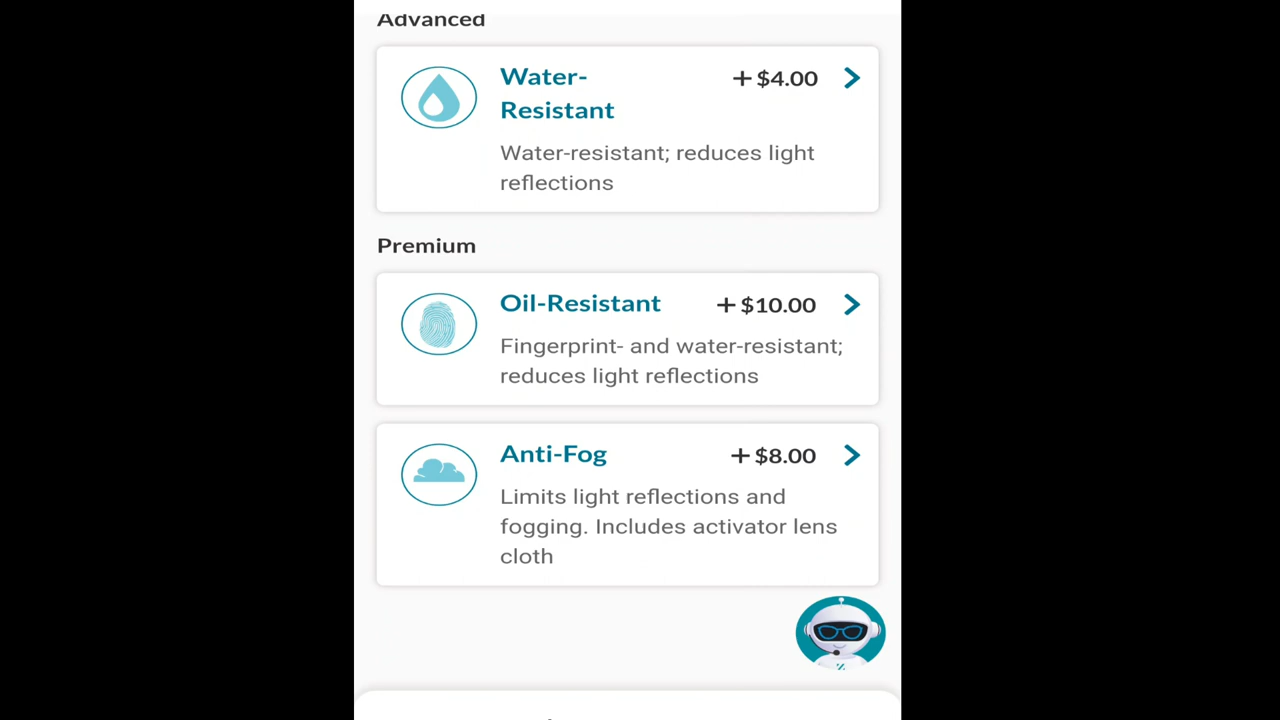 Advanced
Water-
Resistant
+ $4.00
Water-resistant; reduces light
reflections
Premium
Oil-Resistant
+ $10.00
Fingerprint- and water-resistant;
reduces light reflections
Anti-Fog
+ $8.00
Limits light reflections and
fogging. Includes activator lens
cloth